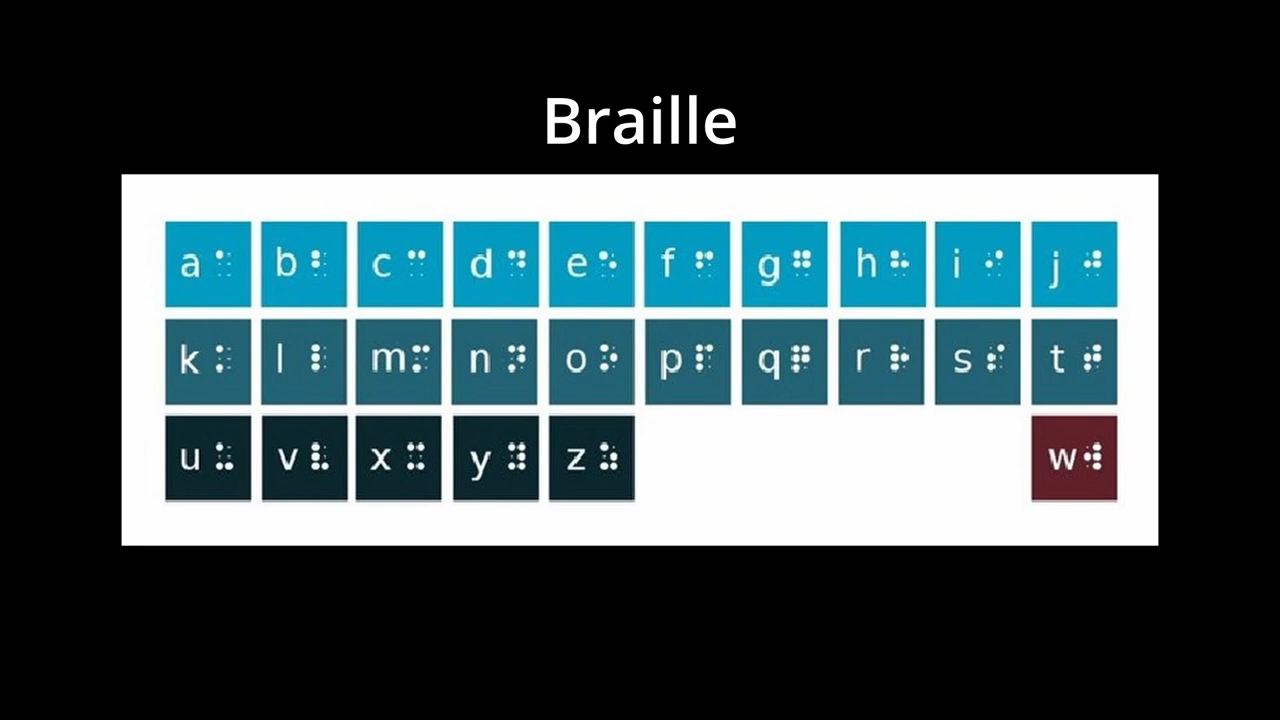 Braille
a ⠁ b ⠃ c ⠉ d ⠙ e ⠑ f ⠋ g ⠛ h ⠓ i ⠊ j ⠚
k ⠅ l ⠇ m ⠍ n ⠝ o ⠕ p ⠏ q ⠟ r ⠗ s ⠎ t ⠞
u ⠥ v ⠧ x ⠭ y ⠽ z ⠵ w ⠺